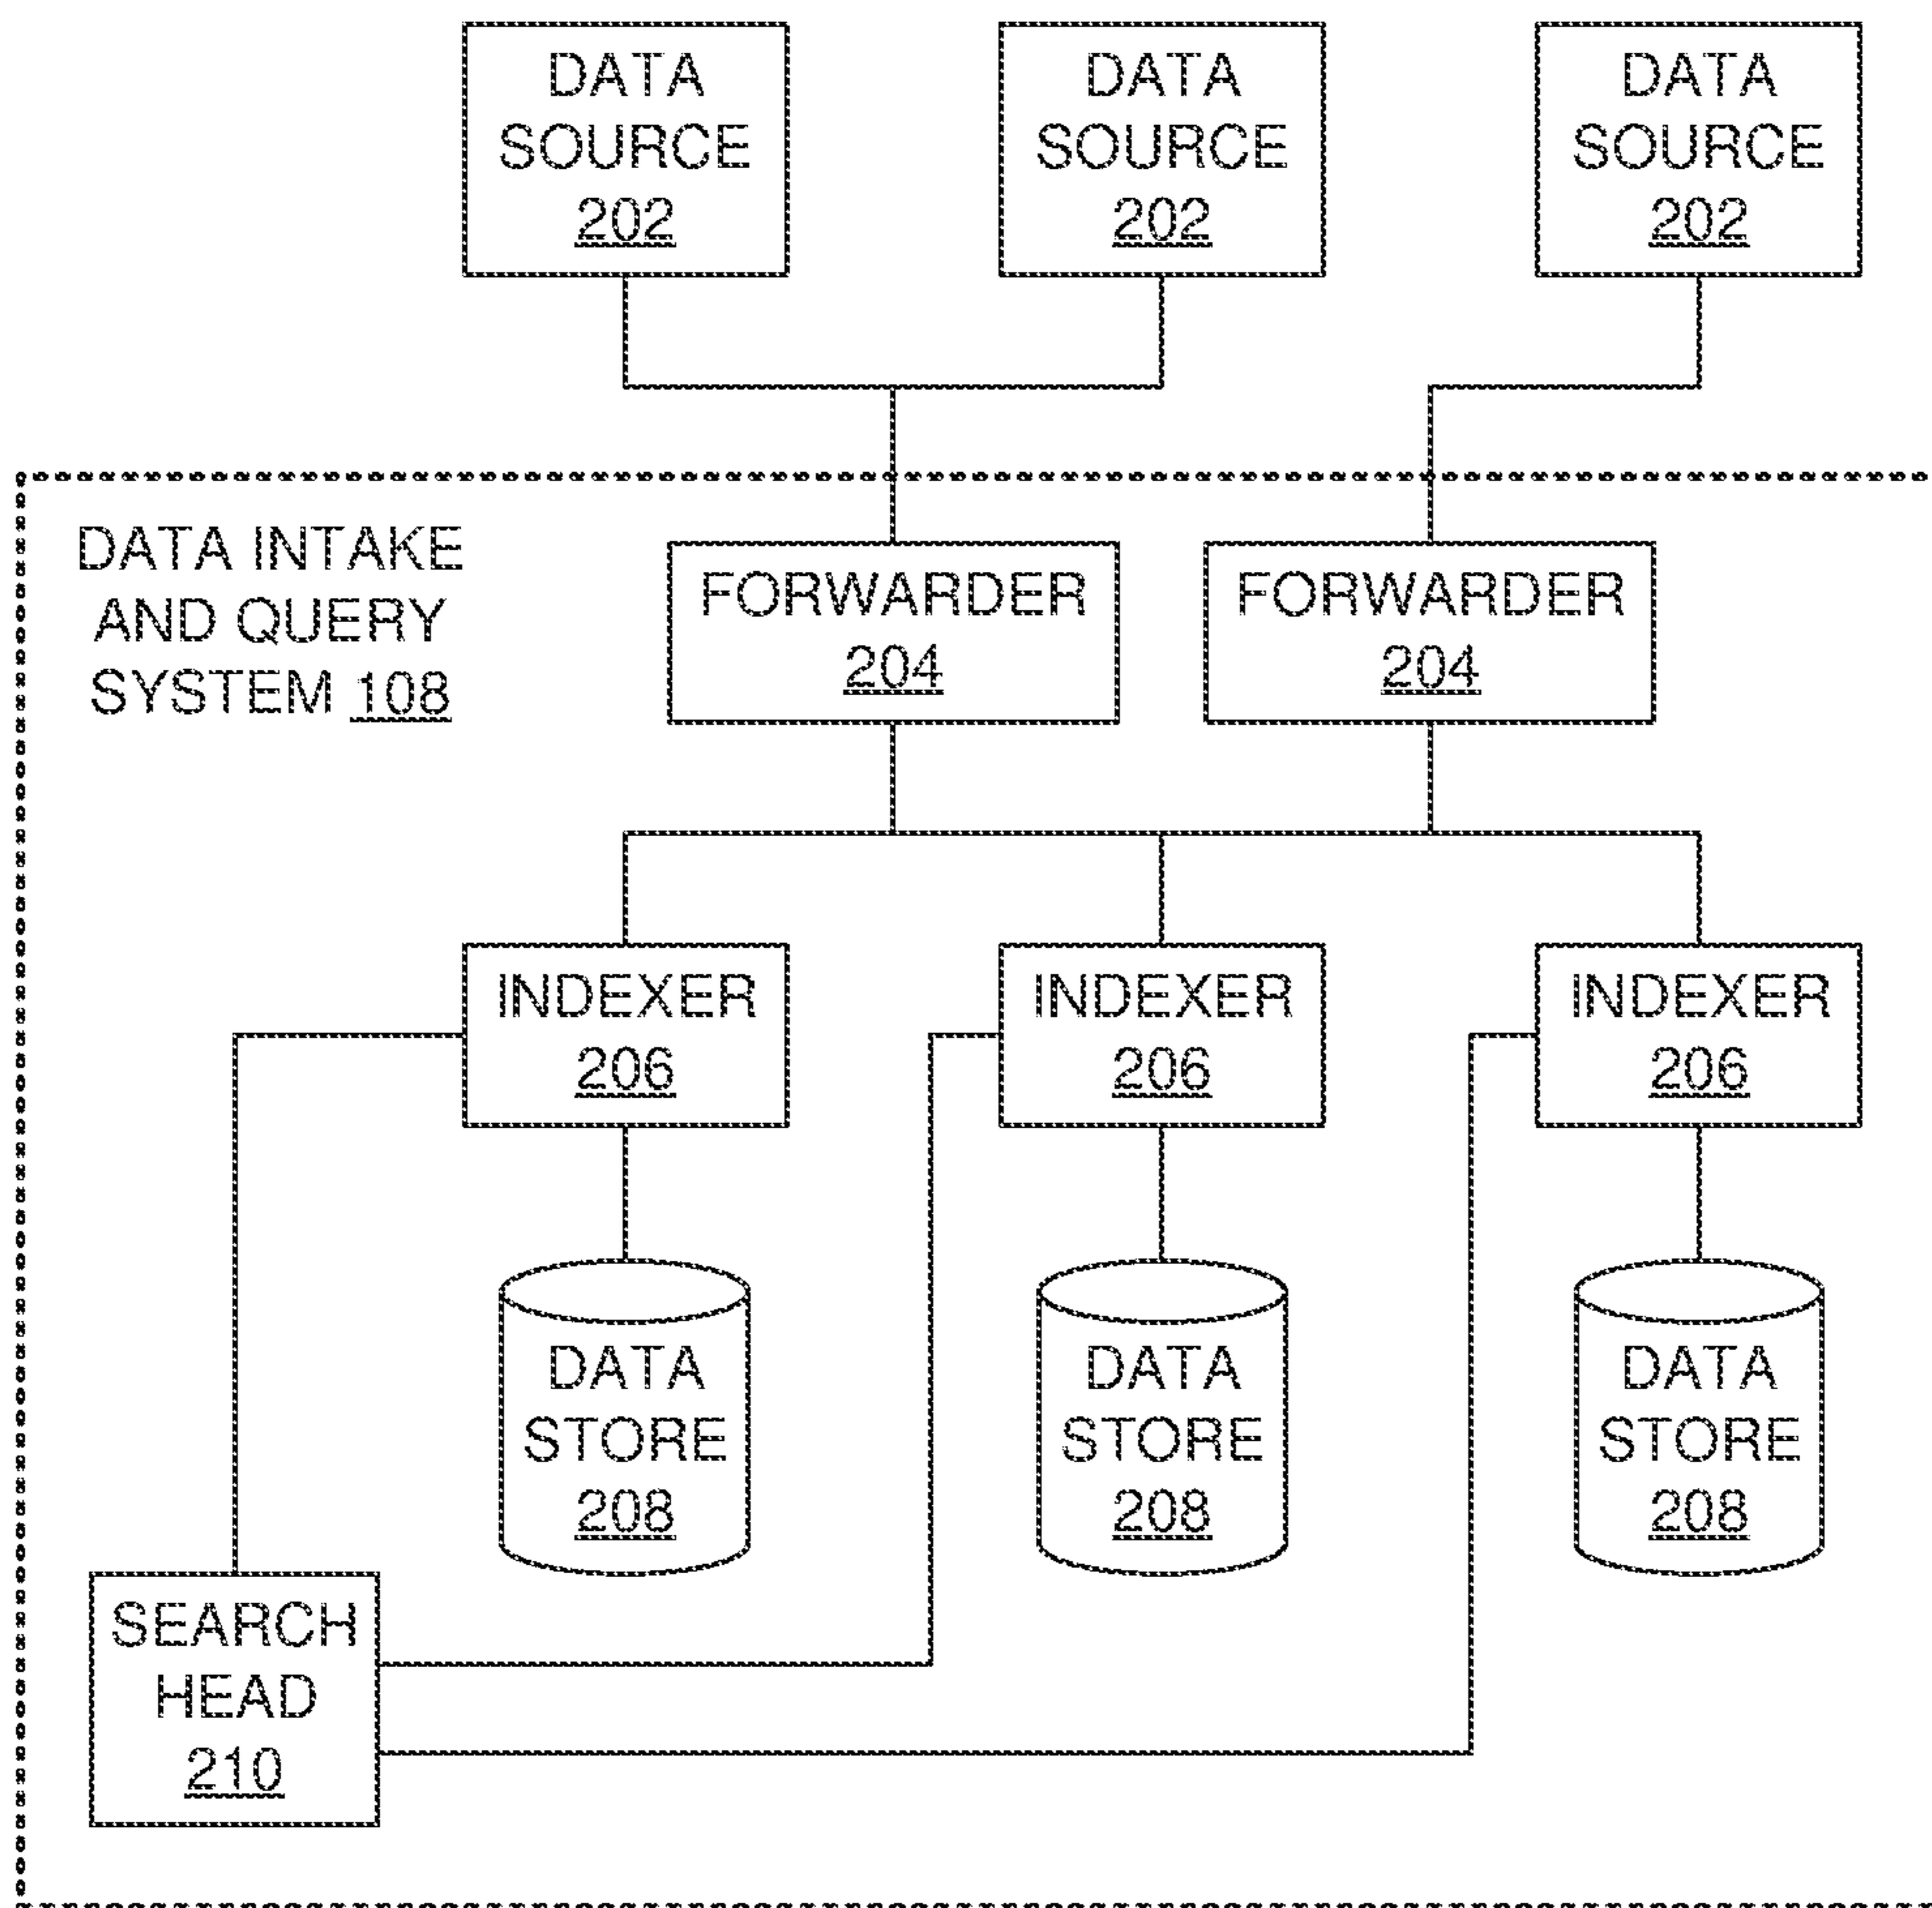 DATA
SOURCE
202
DATA
SOURCE
202
DATA
SOURCE
202
DATA INTAKE
AND QUERY
SYSTEM 108
FORWARDER
204
FORWARDER
204
INDEXER
206
INDEXER
206
INDEXER
206
DATA
STORE
208
DATA
STORE
208
DATA
STORE
208
SEARCH
HEAD
210